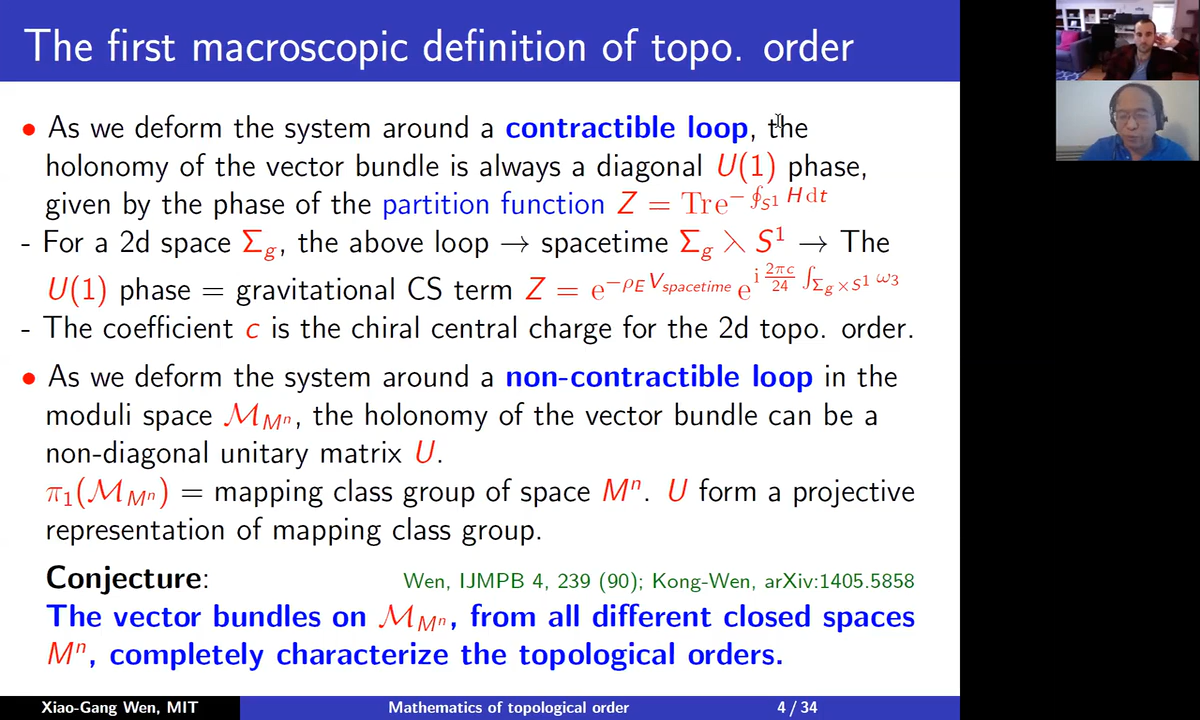 The first macroscopic definition of topo. order
• As we deform the system around a contractible loop, the
holonomy of the vector bundle is always a diagonal U(1) phase,
given by the phase of the partition function Z = Tr e^{−∮_{S^1} H dt}
- For a 2d space Σ_g, the above loop → spacetime Σ_g ⋋ S^1 → The
U(1) phase = gravitational CS term Z = e^{−ρ_E V_{spacetime}} e^{i (2πc/24) ∫_{Σ_g×S^1} ω_3}
- The coefficient c is the chiral central charge for the 2d topo. order.
• As we deform the system around a non-contractible loop in the
moduli space ℳ_{M^n}, the holonomy of the vector bundle can be a
non-diagonal unitary matrix U.
π_1(ℳ_{M^n}) = mapping class group of space M^n. U form a projective
representation of mapping class group.
Conjecture: Wen, IJMPB 4, 239 (90); Kong-Wen, arXiv:1405.5858
The vector bundles on ℳ_{M^n}, from all different closed spaces
M^n, completely characterize the topological orders.
Xiao-Gang Wen, MIT Mathematics of topological order 4 / 34